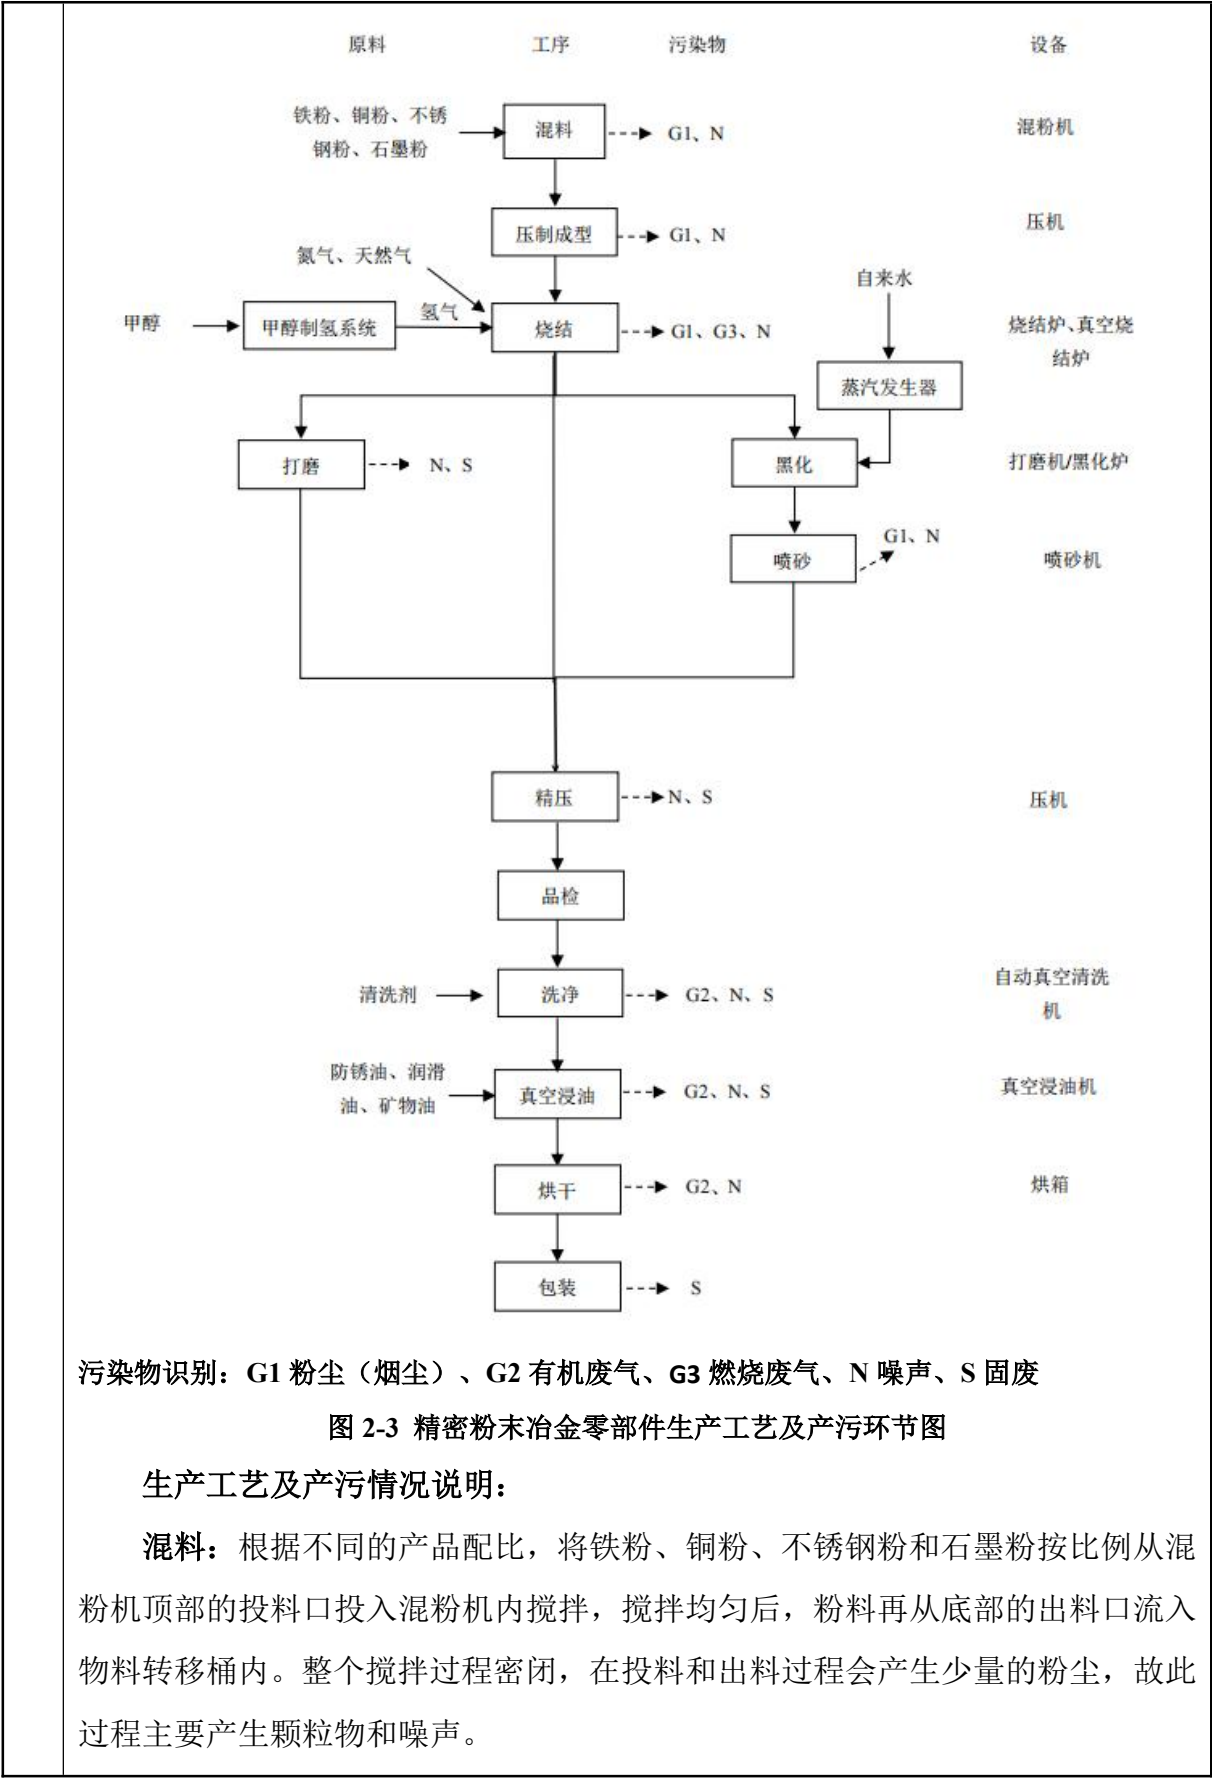 原料 工序 污染物 设备
铁粉、铜粉、不锈
钢粉、石墨粉
混料
G1、N
混粉机
压制成型
G1、N
压机
氮气、天然气
自来水
甲醇
甲醇制氢系统
氢气
烧结
G1、G3、N
烧结炉、真空烧
结炉
蒸汽发生器
打磨
N、S
黑化
打磨机/黑化炉
喷砂
G1、N
喷砂机
精压
N、S
压机
品检
清洗剂
洗净
G2、N、S
自动真空清洗
机
防锈油、润滑
油、矿物油
真空浸油
G2、N、S
真空浸油机
烘干
G2、N
烘箱
包装
S
污染物识别：G1 粉尘（烟尘）、G2 有机废气、G3 燃烧废气、N 噪声、S 固废
图 2-3 精密粉末冶金零部件生产工艺及产污环节图
生产工艺及产污情况说明：
混料：根据不同的产品配比，将铁粉、铜粉、不锈钢粉和石墨粉按比例从混
粉机顶部的投料口投入混粉机内搅拌，搅拌均匀后，粉料再从底部的出料口流入
物料转移桶内。整个搅拌过程密闭，在投料和出料过程会产生少量的粉尘，故此
过程主要产生颗粒物和噪声。